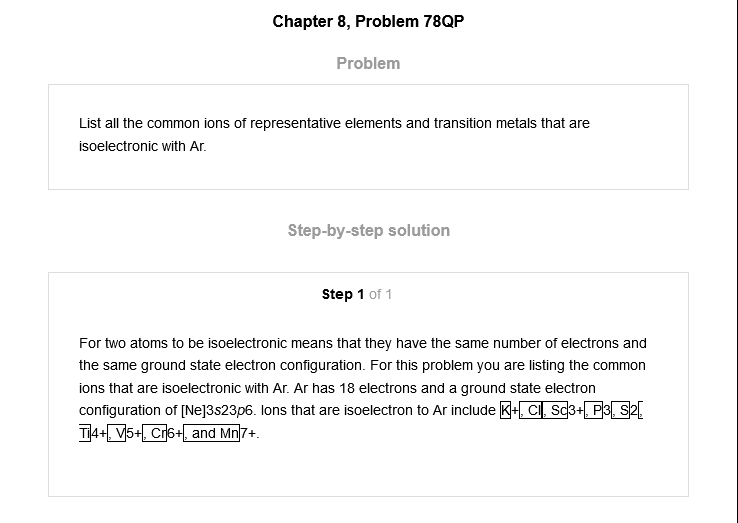 Chapter 8, Problem 78QP
Problem
List all the common ions of representative elements and transition metals that are
isoelectronic with Ar.
Step-by-step solution
Step 1 of 1
For two atoms to be isoelectronic means that they have the same number of electrons and
the same ground state electron configuration. For this problem you are listing the common
ions that are isoelectronic with Ar. Ar has 18 electrons and a ground state electron
configuration of [Ne]3s23p6. Ions that are isoelectron to Ar include K+, Cl, Sc3+, P3, S2,
Ti4+, V5+, Cr6+, and Mn7+.